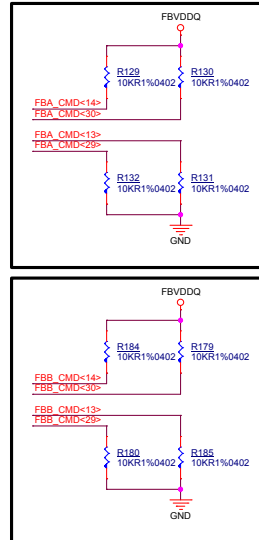 FBVDDQ
R129
10KR1%0402
R130
10KR1%0402
FBA_CMD<14>
FBA_CMD<30>
FBA_CMD<13>
FBA_CMD<29>
R132
10KR1%0402
R131
10KR1%0402
GND
FBVDDQ
R184
10KR1%0402
R179
10KR1%0402
FBB_CMD<14>
FBB_CMD<30>
FBB_CMD<13>
FBB_CMD<29>
R180
10KR1%0402
R185
10KR1%0402
GND